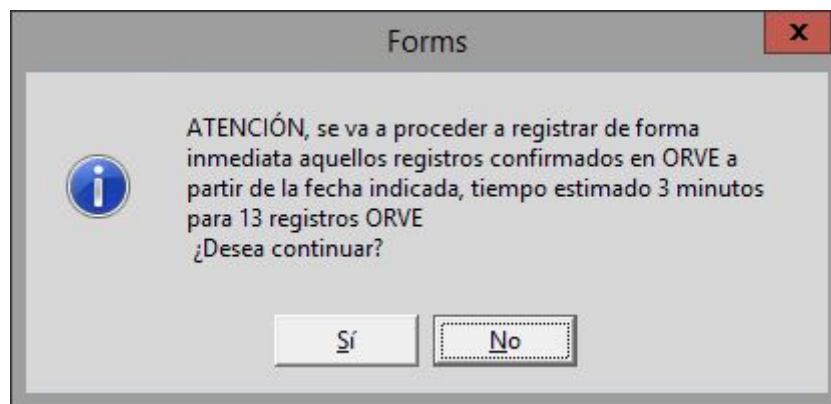 Forms
x
ATENCIÓN, se va a proceder a registrar de forma
inmediata aquellos registros confirmados en ORVE a
partir de la fecha indicada, tiempo estimado 3 minutos
para 13 registros ORVE
¿Desea continuar?
Sí
No